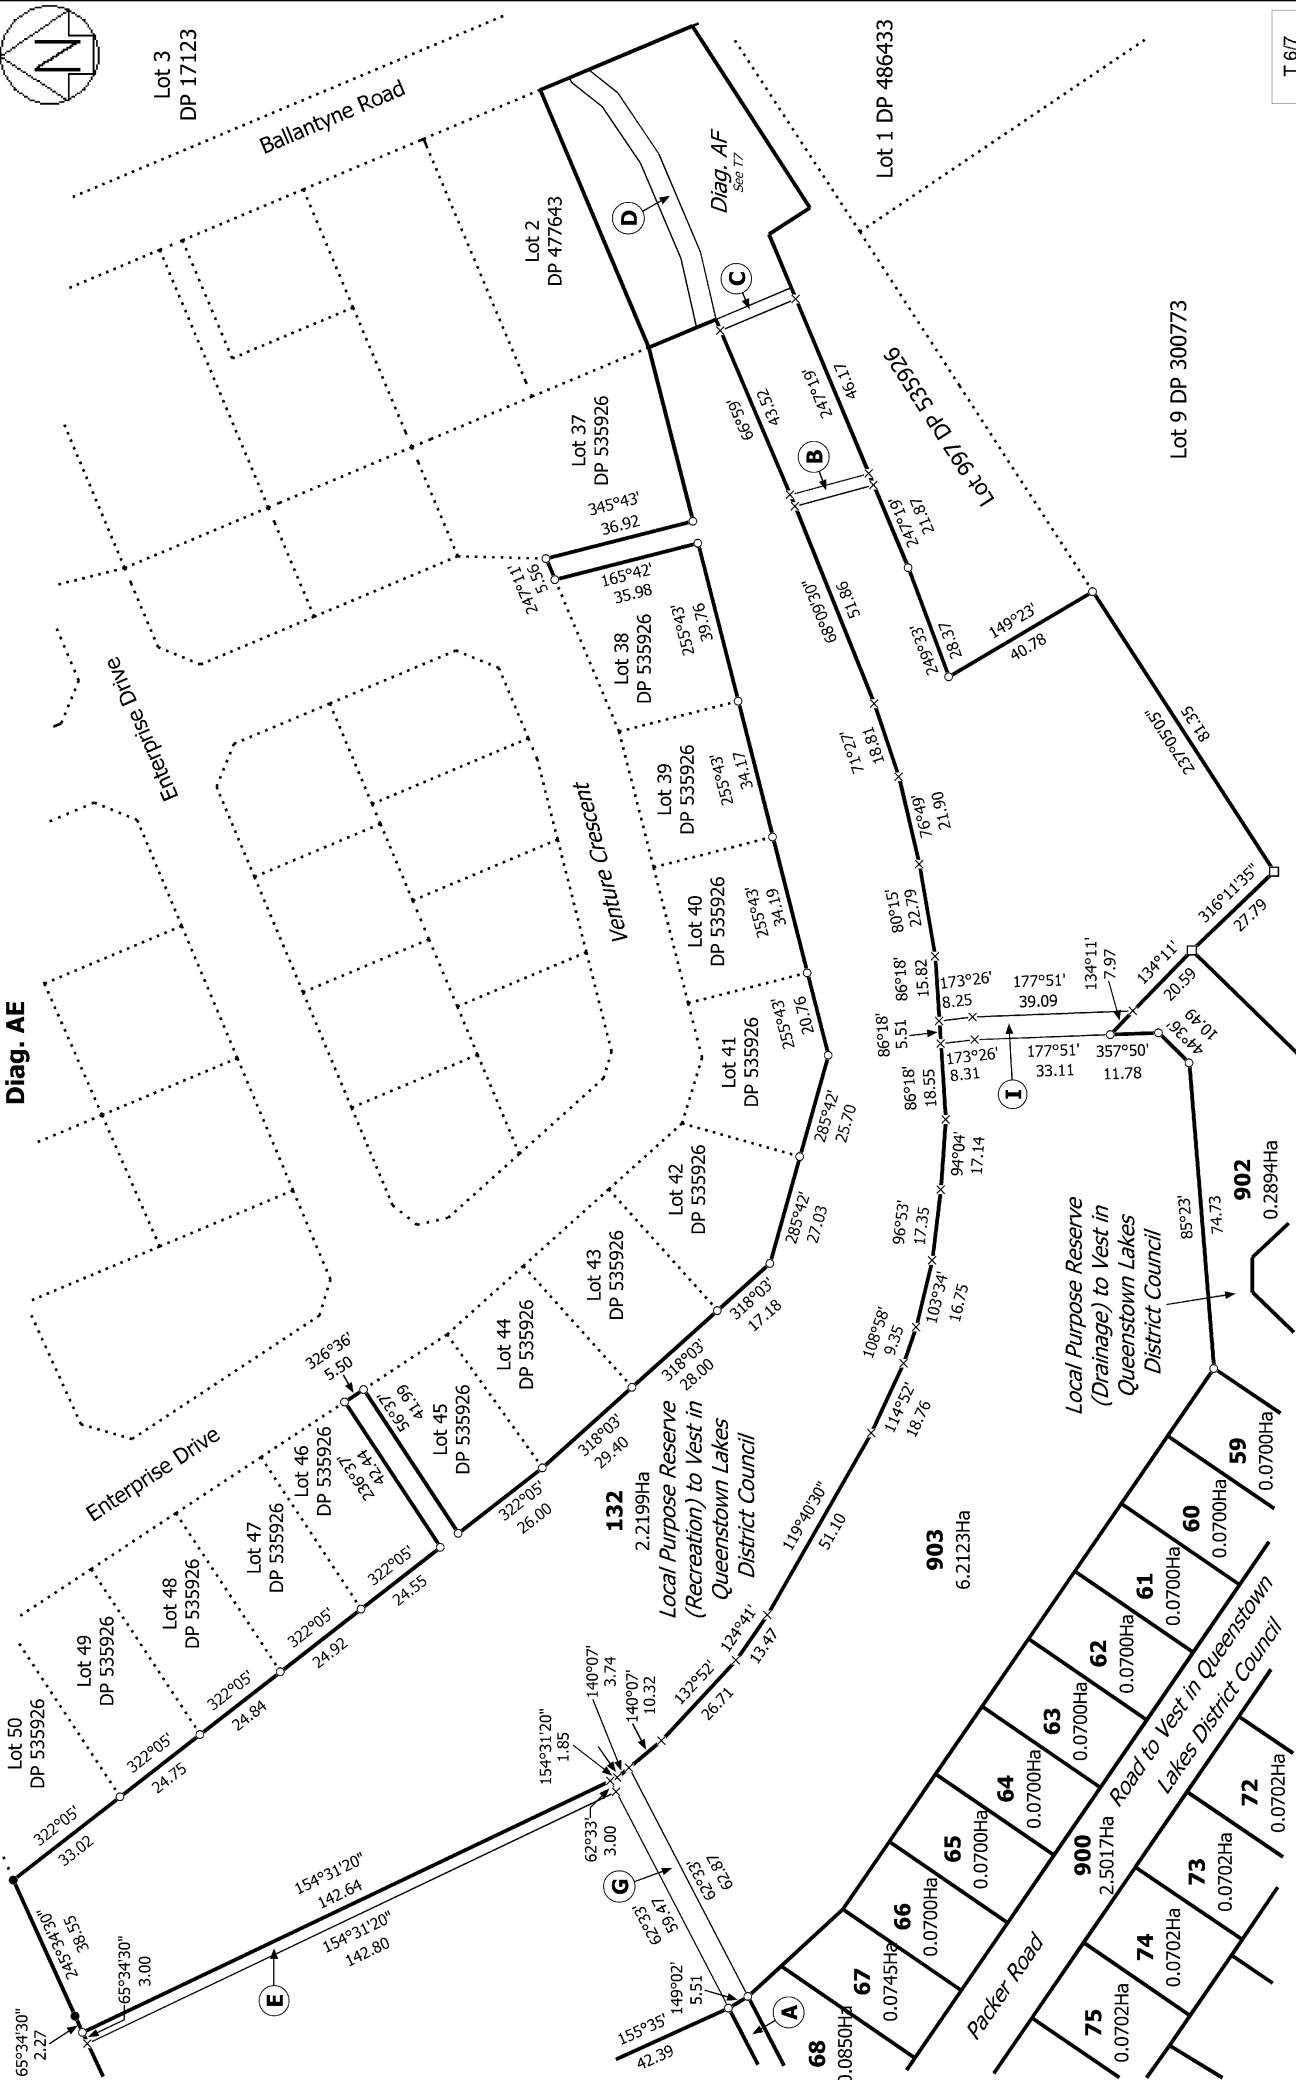 Diag. AE
N
Lot 3
DP 17123
Ballantyne Road
Lot 2
DP 477643
D
Diag. AF
See T7
C
Lot 1 DP 486433
T 6/7
Lot 997 DP 535926
Lot 9 DP 300773
Lot 37
DP 535926
345°43'
36.92
247°11'
5.56
165°42'
35.98
66°59'
43.52
247°19'
46.17
B
247°19'
21.87
249°33'
28.37
149°23'
40.78
237°05'05"
81.35
316°11'35"
27.79
68°09'30"
51.86
71°27'
18.81
76°49'
21.90
80°15'
22.79
86°18'
15.82
86°18'
5.51
86°18'
18.55
94°04'
17.14
96°53'
17.35
103°34'
16.75
108°58'
9.35
114°52'
18.76
119°40'30"
51.10
124°41'
13.47
132°52'
26.71
140°07'
10.32
140°07'
3.74
154°31'20"
1.85
173°26'
8.25
177°51'
39.09
134°11'
7.97
134°11'
20.59
173°26'
8.31
177°51'
33.11
357°50'
11.78
44°36'
10.49
I
85°23'
74.73
Enterprise Drive
Venture Crescent
Lot 38
DP 535926
255°43'
39.76
Lot 39
DP 535926
255°43'
34.17
Lot 40
DP 535926
255°43'
34.19
Lot 41
DP 535926
255°43'
20.76
285°42'
25.70
Lot 42
DP 535926
285°42'
27.03
Lot 43
DP 535926
318°03'
17.18
318°03'
28.00
Lot 44
DP 535926
318°03'
29.40
Lot 45
DP 535926
322°05'
26.00
326°36'
5.50
56°37'
41.99
236°37'
42.44
Enterprise Drive
Lot 46
DP 535926
322°05'
24.55
Lot 47
DP 535926
322°05'
24.92
Lot 48
DP 535926
322°05'
24.84
Lot 49
DP 535926
322°05'
24.75
Lot 50
DP 535926
322°05'
33.02
245°34'30"
38.55
65°34'30"
2.27
65°34'30"
3.00
154°31'20"
142.64
154°31'20"
142.80
E
62°33'
3.00
G
62°33'
59.47
62°33'
62.87
149°02'
5.51
155°35'
42.39
A
132
2.2199Ha
Local Purpose Reserve
(Recreation) to Vest in
Queenstown Lakes
District Council
903
6.2123Ha
Local Purpose Reserve
(Drainage) to Vest in
Queenstown Lakes
District Council
902
0.2894Ha
59
0.0700Ha
60
0.0700Ha
61
0.0700Ha
62
0.0700Ha
63
0.0700Ha
64
0.0700Ha
65
0.0700Ha
66
0.0700Ha
67
0.0745Ha
68
0.0850Ha
Packer Road
900
2.5017Ha
Road to Vest in Queenstown
Lakes District Council
72
0.0702Ha
73
0.0702Ha
74
0.0702Ha
75
0.0702Ha